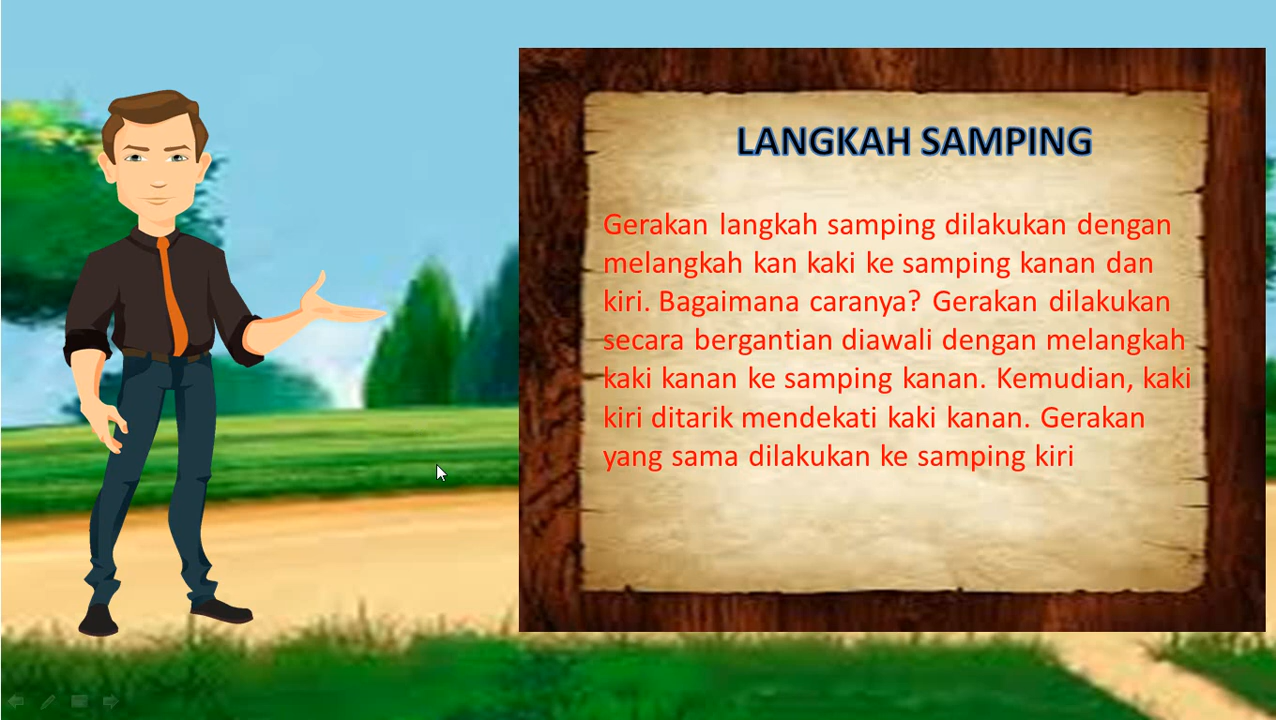 LANGKAH SAMPING
Gerakan langkah samping dilakukan dengan
melangkah kan kaki ke samping kanan dan
kiri. Bagaimana caranya? Gerakan dilakukan
secara bergantian diawali dengan melangkah
kaki kanan ke samping kanan. Kemudian, kaki
kiri ditarik mendekati kaki kanan. Gerakan
yang sama dilakukan ke samping kiri